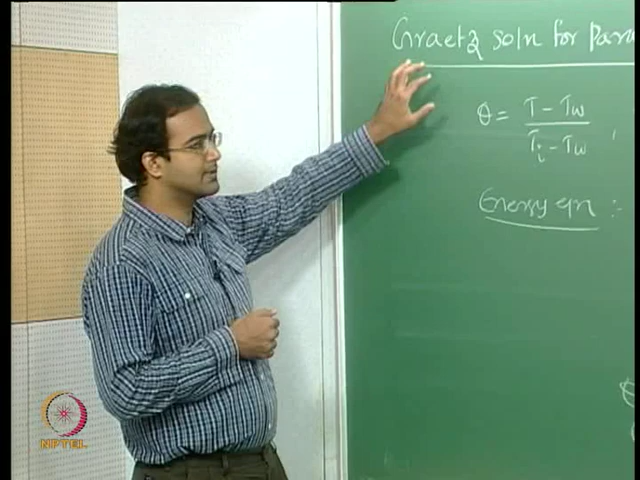 Graetz soln for Para
θ = T - Tw
Ti - Tw ,
Energy eqn :-
θ
NPTEL